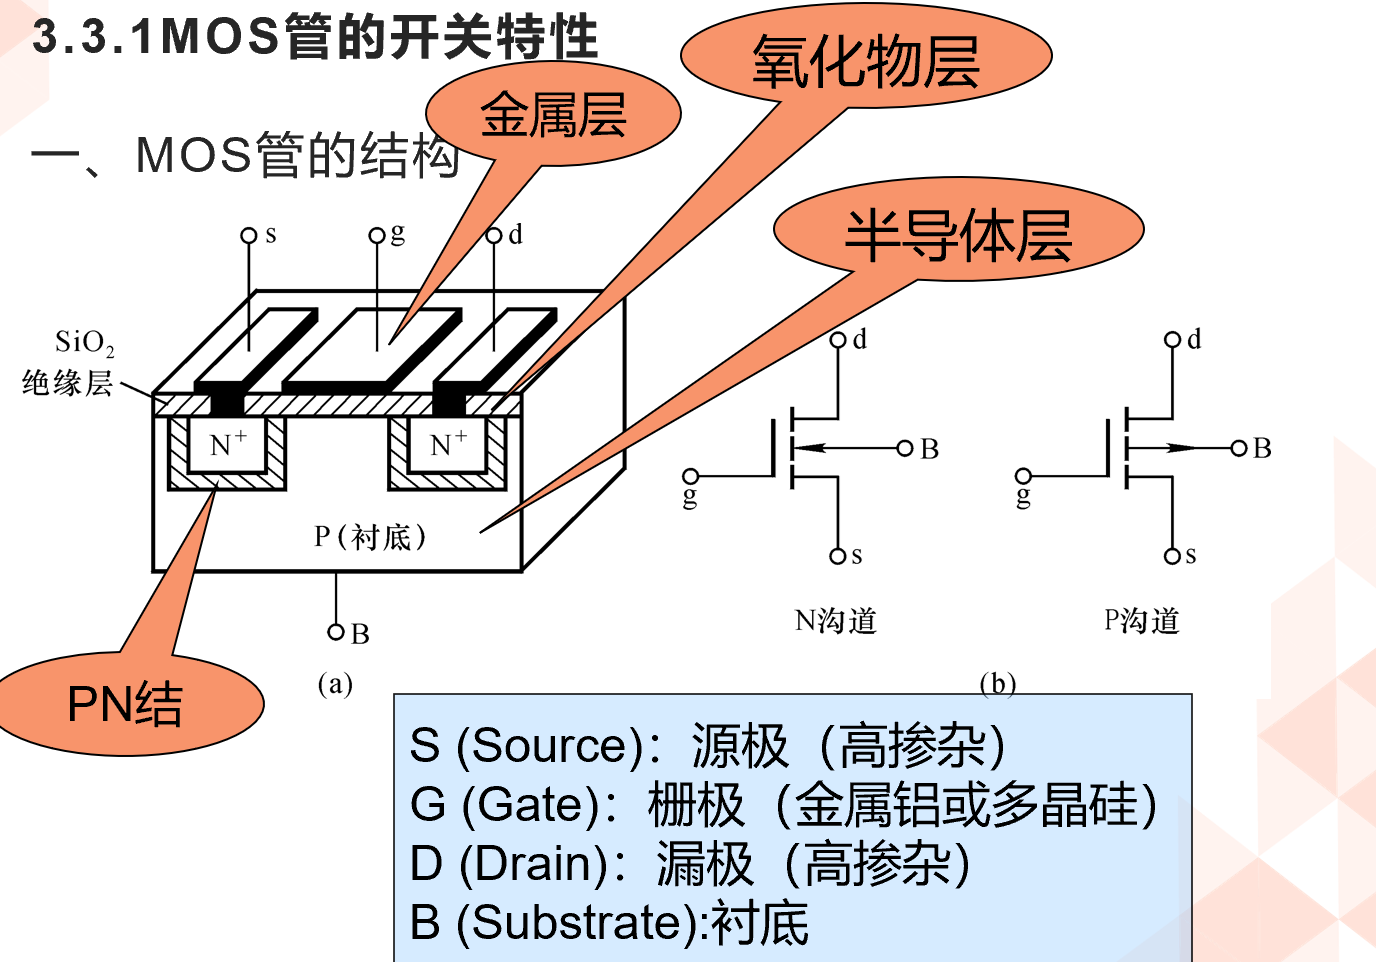 3.3.1MOS管的开关特性
氧化物层
金属层
一、MOS管的结构
半导体层
s
g
d
SiO₂
绝缘层
N⁺
N⁺
P(衬底)
B
(a)
PN结
d
B
g
s
N沟道
d
B
g
s
P沟道
(b)
S (Source)：源极（高掺杂）
G (Gate)：栅极（金属铝或多晶硅）
D (Drain)：漏极（高掺杂）
B (Substrate):衬底